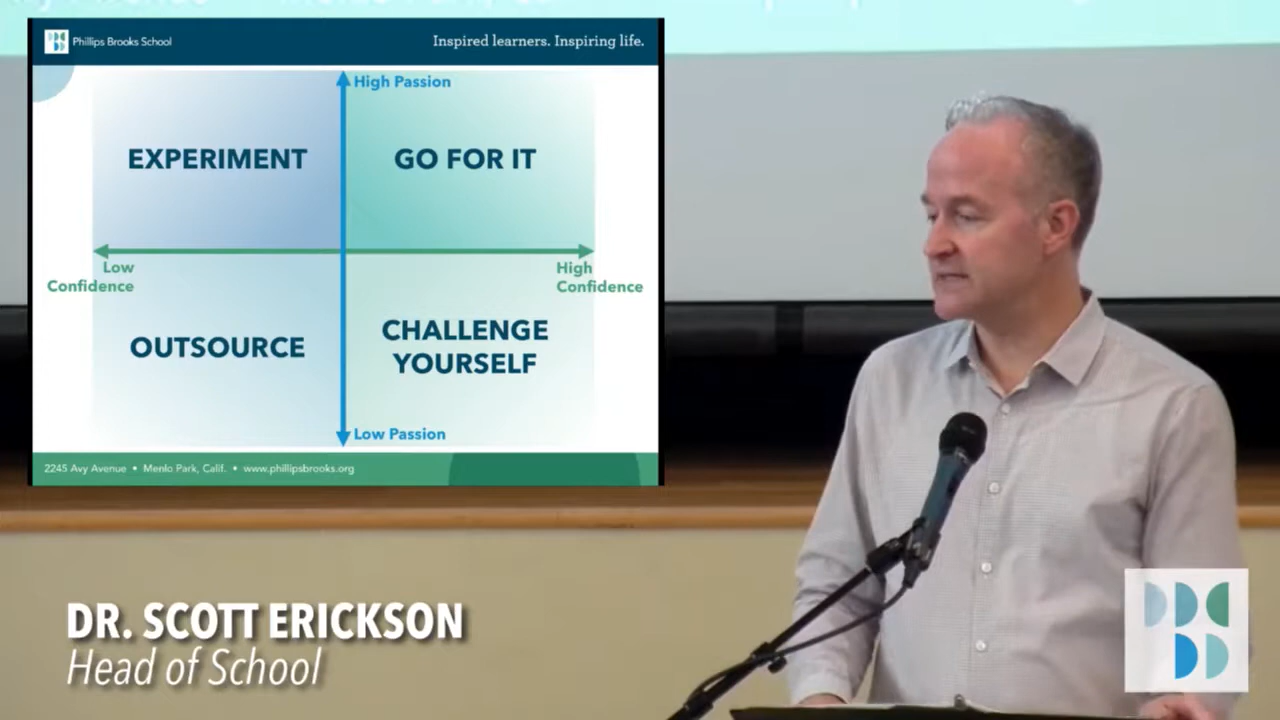 Phillips Brooks School
Inspired learners. Inspiring life.
High Passion
EXPERIMENT
GO FOR IT
Low
Confidence
High
Confidence
OUTSOURCE
CHALLENGE
YOURSELF
Low Passion
2245 Avy Avenue • Menlo Park, Calif. • www.phillipsbrooks.org
DR. SCOTT ERICKSON
Head of School